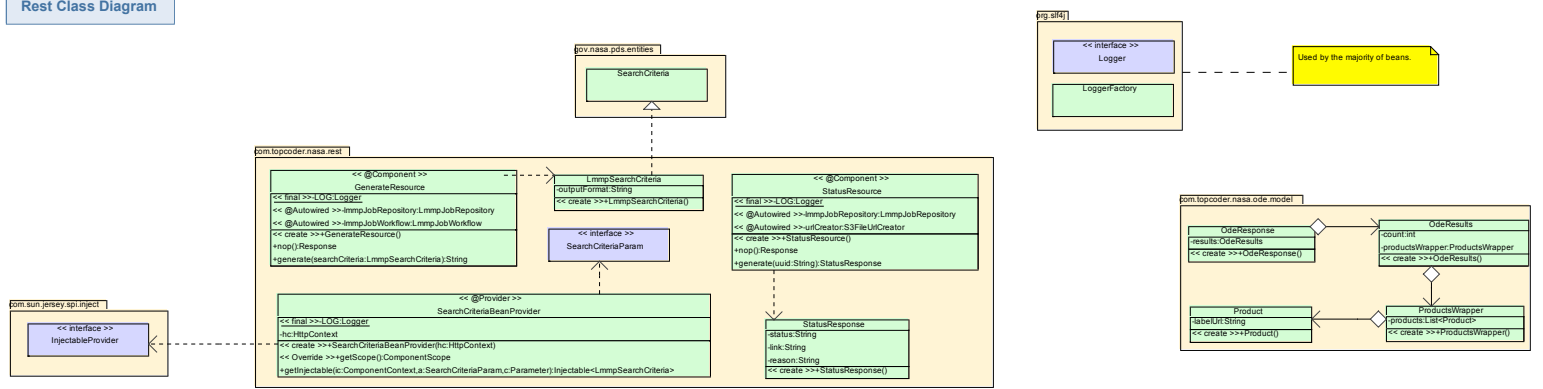 Rest Class Diagram
org.slf4j
<< interface >>
Logger
LoggerFactory
Used by the majority of beans.
gov.nasa.pds.entities
SearchCriteria
com.topcoder.nasa.rest
<< @Component >>
GenerateResource
<< final >>-LOG:Logger
<< @Autowired >>-lmmpJobRepository:LmmpJobRepository
<< @Autowired >>-lmmpJobWorkflow:LmmpJobWorkflow
<< create >>+GenerateResource()
+nop():Response
+generate(searchCriteria:LmmpSearchCriteria):String
LmmpSearchCriteria
-outputFormat:String
<< create >>+LmmpSearchCriteria()
<< interface >>
SearchCriteriaParam
<< @Component >>
StatusResource
<< final >>-LOG:Logger
<< @Autowired >>-lmmpJobRepository:LmmpJobRepository
<< @Autowired >>-urlCreator:S3FileUrlCreator
<< create >>+StatusResource()
+nop():Response
+generate(uuid:String):StatusResponse
<< @Provider >>
SearchCriteriaBeanProvider
<< final >>-LOG:Logger
-hc:HttpContext
<< create >>+SearchCriteriaBeanProvider(hc:HttpContext)
<< Override >>+getScope():ComponentScope
+getInjectable(ic:ComponentContext,a:SearchCriteriaParam,c:Parameter):Injectable<LmmpSearchCriteria>
StatusResponse
-status:String
-link:String
-reason:String
<< create >>+StatusResponse()
com.sun.jersey.spi.inject
<< interface >>
InjectableProvider
com.topcoder.nasa.ode.model
OdeResponse
-results:OdeResults
<< create >>+OdeResponse()
OdeResults
-count:int
-productsWrapper:ProductsWrapper
<< create >>+OdeResults()
Product
-labelUrl:String
<< create >>+Product()
ProductsWrapper
-products:List<Product>
<< create >>+ProductsWrapper()